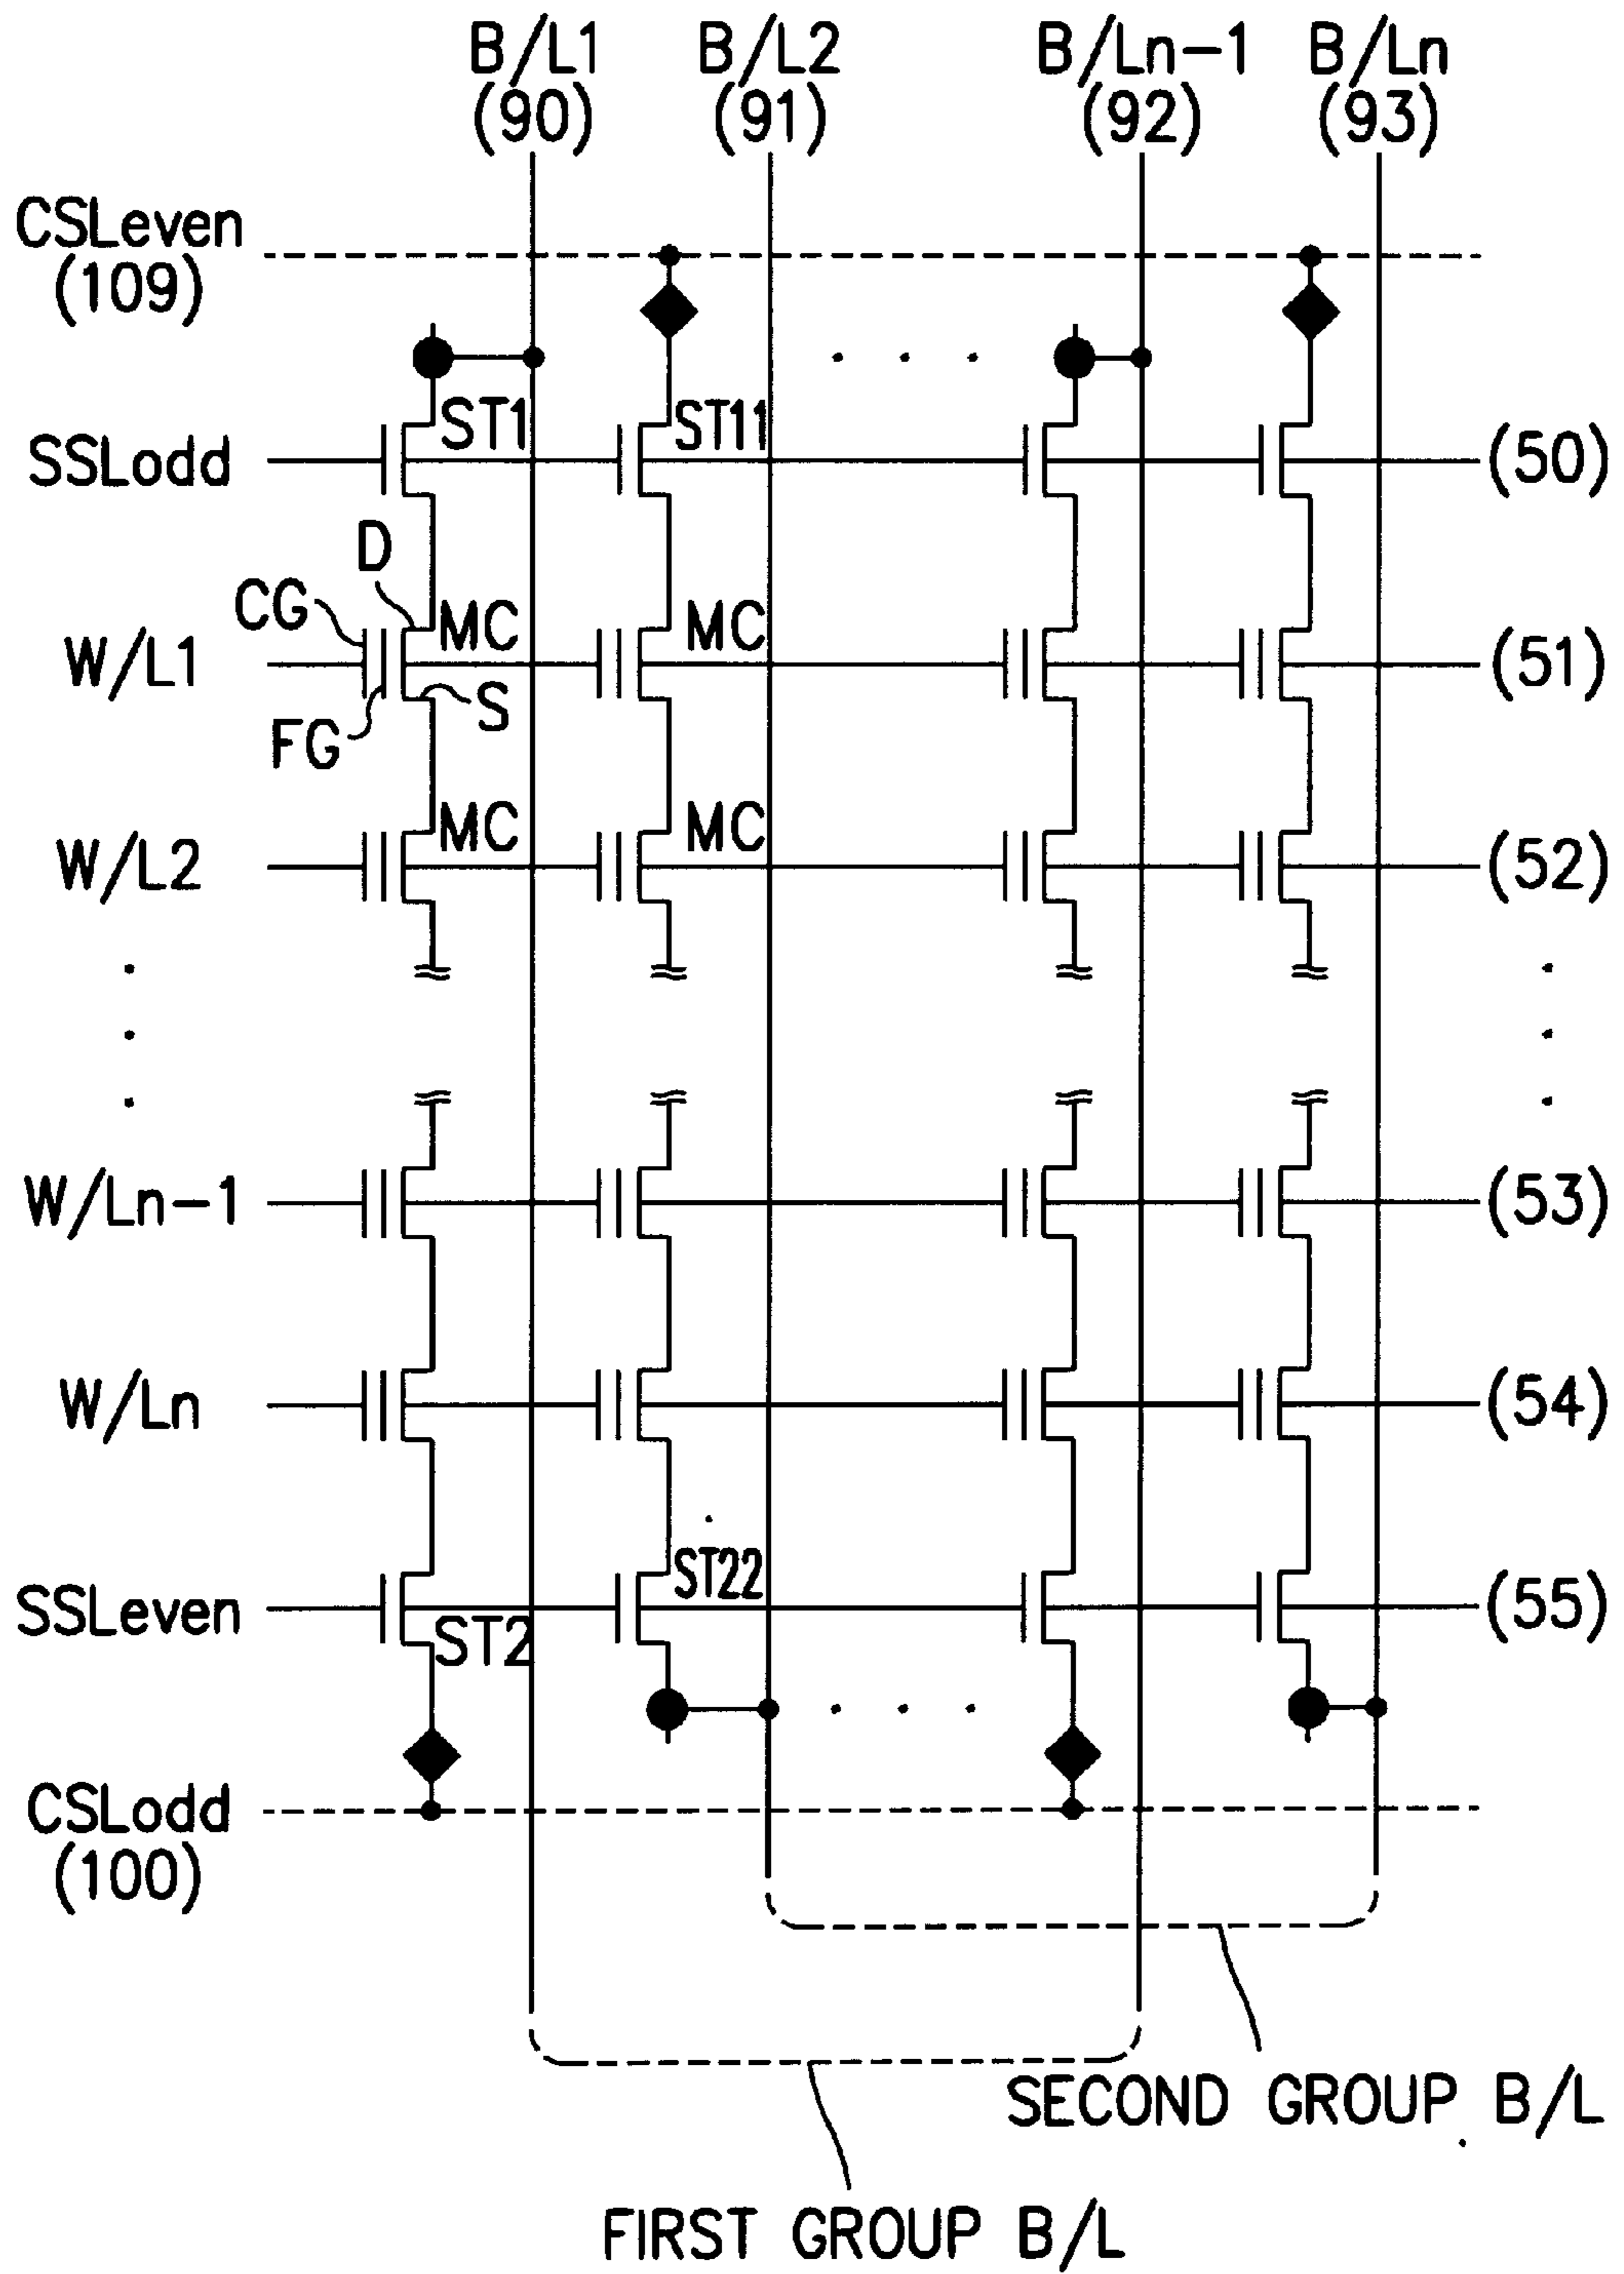 B/L1 B/L2 B/Ln-1 B/Ln
(90) (91) (92) (93)
CSLeven
(109)
ST1 ST11
SSLodd (50)
D
CG MC MC
W/L1 (51)
S
FG
MC MC
W/L2 (52)
W/Ln-1 (53)
W/Ln (54)
ST22
SSLeven (55)
ST2
CSLodd
(100)
SECOND GROUP B/L
FIRST GROUP B/L